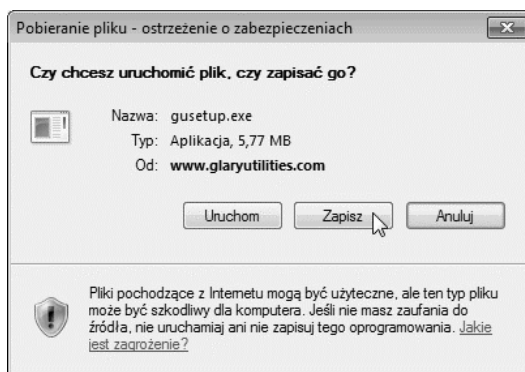 Pobieranie pliku - ostrzeżenie o zabezpieczeniach
Czy chcesz uruchomić plik, czy zapisać go?
Nazwa: gusetup.exe
Typ: Aplikacja, 5,77 MB
Od: www.glaryutilities.com
Uruchom Zapisz Anuluj
Pliki pochodzące z Internetu mogą być użyteczne, ale ten typ pliku
może być szkodliwy dla komputera. Jeśli nie masz zaufania do
źródła, nie uruchamiaj ani nie zapisuj tego oprogramowania. Jakie
jest zagrożenie?